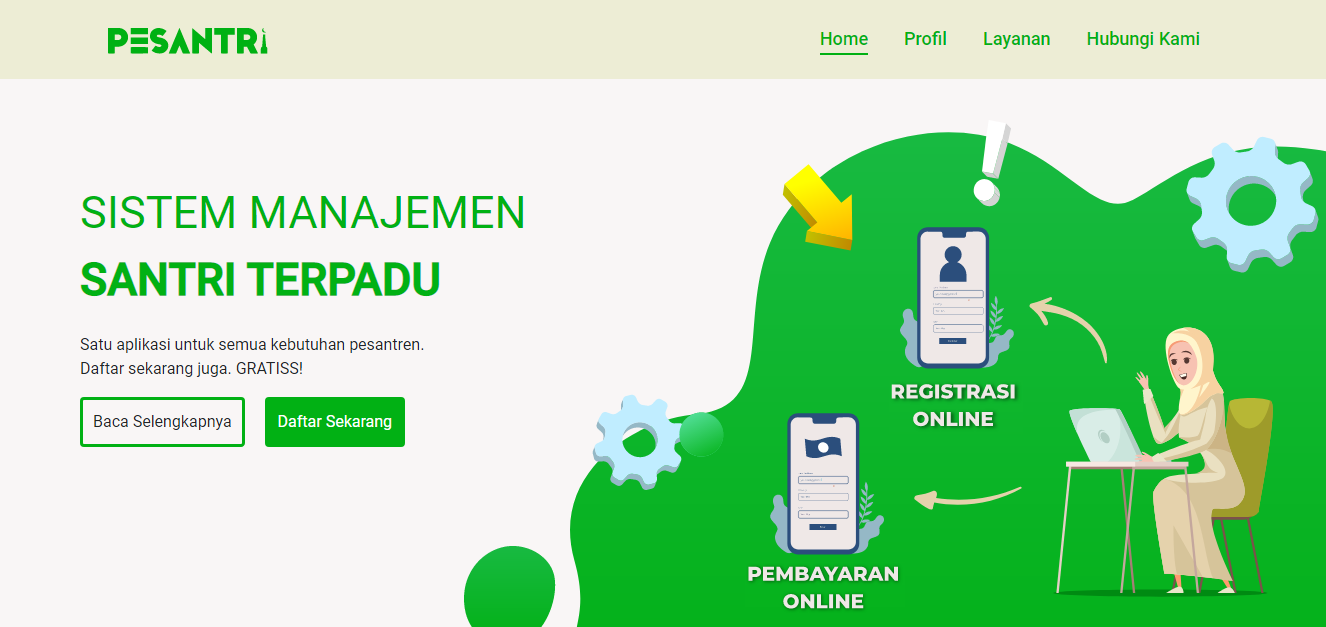 PESANTRI
Home Profil Layanan Hubungi Kami
SISTEM MANAJEMEN
SANTRI TERPADU
Satu aplikasi untuk semua kebutuhan pesantren.
Daftar sekarang juga. GRATISS!
Baca Selengkapnya Daftar Sekarang
REGISTRASI
ONLINE
PEMBAYARAN
ONLINE